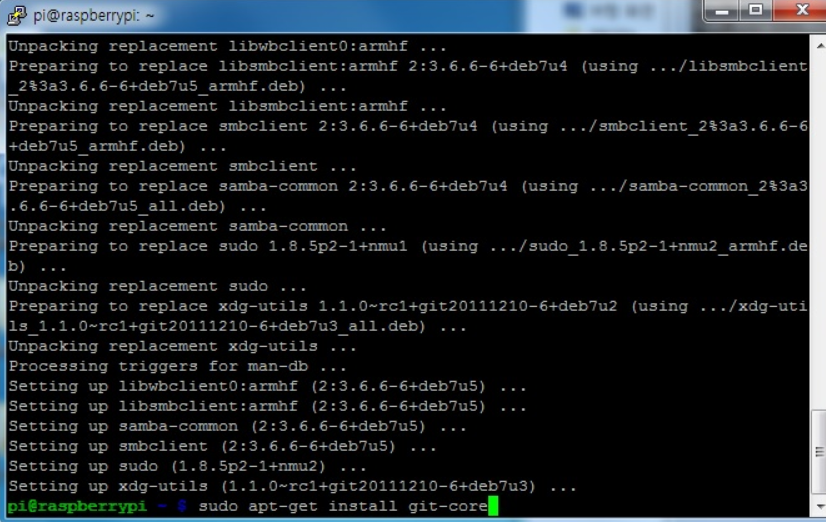 pi@raspberrypi: ~
Unpacking replacement libwbclient0:armhf ...
Preparing to replace libsmbclient:armhf 2:3.6.6-6+deb7u4 (using .../libsmbclient
_2%3a3.6.6-6+deb7u5_armhf.deb) ...
Unpacking replacement libsmbclient:armhf ...
Preparing to replace smbclient 2:3.6.6-6+deb7u4 (using .../smbclient_2%3a3.6.6-6
+deb7u5_armhf.deb) ...
Unpacking replacement smbclient ...
Preparing to replace samba-common 2:3.6.6-6+deb7u4 (using .../samba-common_2%3a3
.6.6-6+deb7u5_all.deb) ...
Unpacking replacement samba-common ...
Preparing to replace sudo 1.8.5p2-1+nmu1 (using .../sudo_1.8.5p2-1+nmu2_armhf.de
b) ...
Unpacking replacement sudo ...
Preparing to replace xdg-utils 1.1.0~rc1+git20111210-6+deb7u2 (using .../xdg-uti
ls_1.1.0~rc1+git20111210-6+deb7u3_all.deb) ...
Unpacking replacement xdg-utils ...
Processing triggers for man-db ...
Setting up libwbclient0:armhf (2:3.6.6-6+deb7u5) ...
Setting up libsmbclient:armhf (2:3.6.6-6+deb7u5) ...
Setting up samba-common (2:3.6.6-6+deb7u5) ...
Setting up smbclient (2:3.6.6-6+deb7u5) ...
Setting up sudo (1.8.5p2-1+nmu2) ...
Setting up xdg-utils (1.1.0~rc1+git20111210-6+deb7u3) ...
pi@raspberrypi ~ $ sudo apt-get install git-core